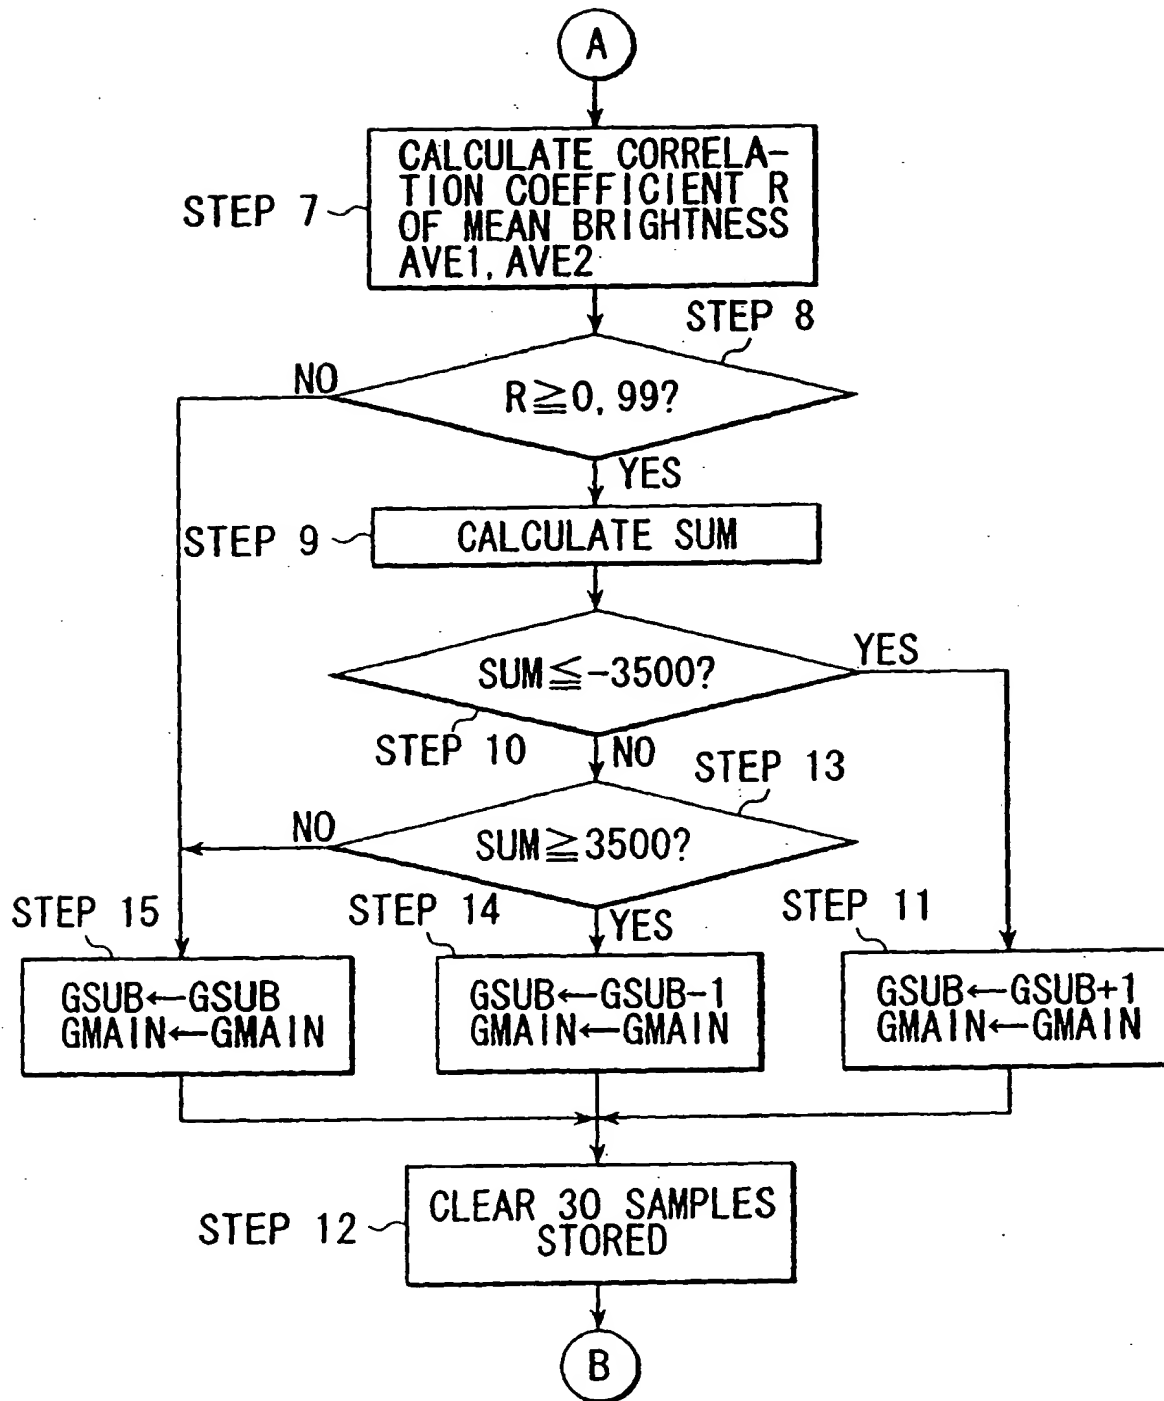 A
CALCULATE CORRELA-
TION COEFFICIENT R
OF MEAN BRIGHTNESS
AVE1, AVE2
STEP 7
STEP 8
NO
R≧0, 99?
YES
STEP 9
CALCULATE SUM
SUM≦-3500?
YES
STEP 10
NO
STEP 13
NO
SUM≧3500?
STEP 15
STEP 14
YES
STEP 11
GSUB←GSUB
GMAIN←GMAIN
GSUB←GSUB-1
GMAIN←GMAIN
GSUB←GSUB+1
GMAIN←GMAIN
STEP 12
CLEAR 30 SAMPLES
STORED
B